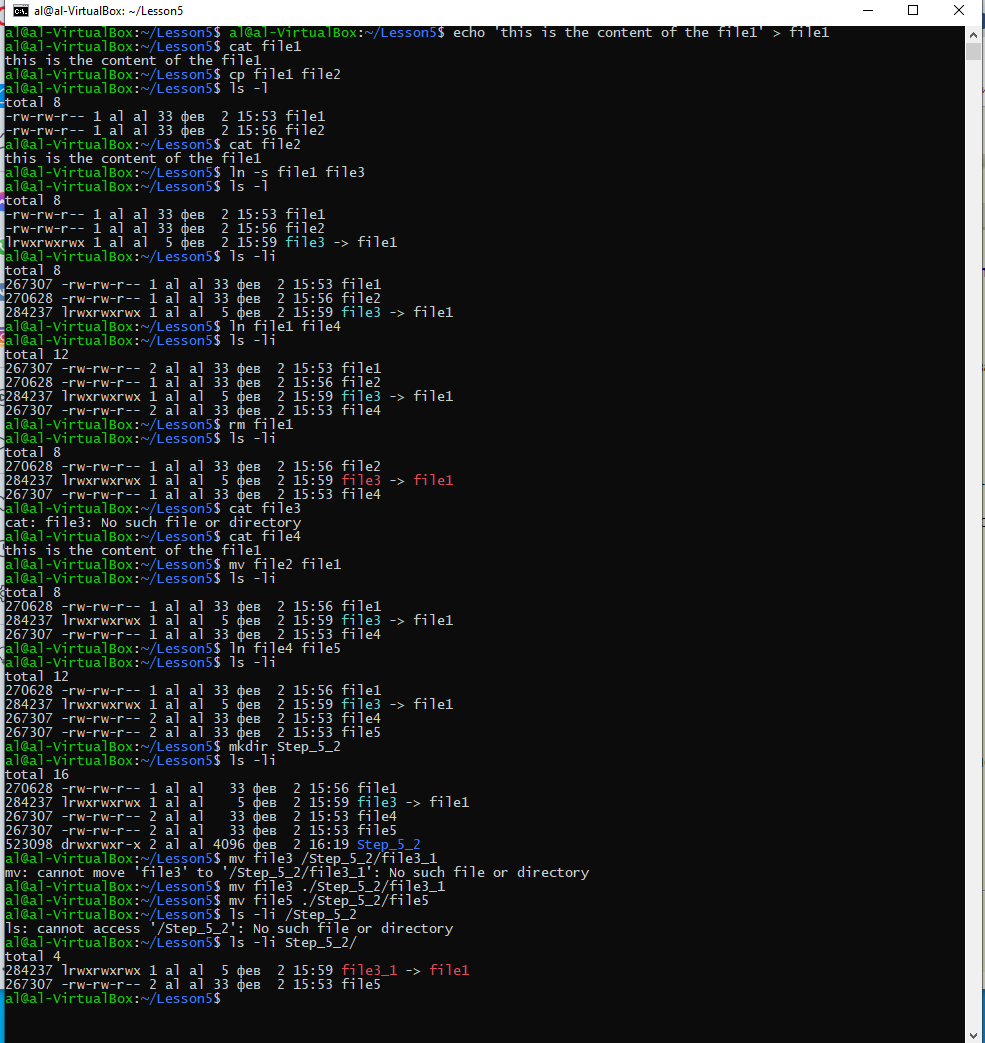 al@al-VirtualBox: ~/Lesson5
al@al-VirtualBox:~/Lesson5$ al@al-VirtualBox:~/Lesson5$ echo 'this is the content of the file1' > file1
al@al-VirtualBox:~/Lesson5$ cat file1
this is the content of the file1
al@al-VirtualBox:~/Lesson5$ cp file1 file2
al@al-VirtualBox:~/Lesson5$ ls -l
total 8
-rw-rw-r-- 1 al al 33 фев  2 15:53 file1
-rw-rw-r-- 1 al al 33 фев  2 15:56 file2
al@al-VirtualBox:~/Lesson5$ cat file2
this is the content of the file1
al@al-VirtualBox:~/Lesson5$ ln -s file1 file3
al@al-VirtualBox:~/Lesson5$ ls -l
total 8
-rw-rw-r-- 1 al al 33 фев  2 15:53 file1
-rw-rw-r-- 1 al al 33 фев  2 15:56 file2
lrwxrwxrwx 1 al al  5 фев  2 15:59 file3 -> file1
al@al-VirtualBox:~/Lesson5$ ls -li
total 8
267307 -rw-rw-r-- 1 al al 33 фев  2 15:53 file1
270628 -rw-rw-r-- 1 al al 33 фев  2 15:56 file2
284237 lrwxrwxrwx 1 al al  5 фев  2 15:59 file3 -> file1
al@al-VirtualBox:~/Lesson5$ ln file1 file4
al@al-VirtualBox:~/Lesson5$ ls -li
total 12
267307 -rw-rw-r-- 2 al al 33 фев  2 15:53 file1
270628 -rw-rw-r-- 1 al al 33 фев  2 15:56 file2
284237 lrwxrwxrwx 1 al al  5 фев  2 15:59 file3 -> file1
267307 -rw-rw-r-- 2 al al 33 фев  2 15:53 file4
al@al-VirtualBox:~/Lesson5$ rm file1
al@al-VirtualBox:~/Lesson5$ ls -li
total 8
270628 -rw-rw-r-- 1 al al 33 фев  2 15:56 file2
284237 lrwxrwxrwx 1 al al  5 фев  2 15:59 file3 -> file1
267307 -rw-rw-r-- 1 al al 33 фев  2 15:53 file4
al@al-VirtualBox:~/Lesson5$ cat file3
cat: file3: No such file or directory
al@al-VirtualBox:~/Lesson5$ cat file4
this is the content of the file1
al@al-VirtualBox:~/Lesson5$ mv file2 file1
al@al-VirtualBox:~/Lesson5$ ls -li
total 8
270628 -rw-rw-r-- 1 al al 33 фев  2 15:56 file1
284237 lrwxrwxrwx 1 al al  5 фев  2 15:59 file3 -> file1
267307 -rw-rw-r-- 1 al al 33 фев  2 15:53 file4
al@al-VirtualBox:~/Lesson5$ ln file4 file5
al@al-VirtualBox:~/Lesson5$ ls -li
total 12
270628 -rw-rw-r-- 1 al al 33 фев  2 15:56 file1
284237 lrwxrwxrwx 1 al al  5 фев  2 15:59 file3 -> file1
267307 -rw-rw-r-- 2 al al 33 фев  2 15:53 file4
267307 -rw-rw-r-- 2 al al 33 фев  2 15:53 file5
al@al-VirtualBox:~/Lesson5$ mkdir Step_5_2
al@al-VirtualBox:~/Lesson5$ ls -li
total 16
270628 -rw-rw-r-- 1 al al   33 фев  2 15:56 file1
284237 lrwxrwxrwx 1 al al    5 фев  2 15:59 file3 -> file1
267307 -rw-rw-r-- 2 al al   33 фев  2 15:53 file4
267307 -rw-rw-r-- 2 al al   33 фев  2 15:53 file5
523098 drwxrwxr-x 2 al al 4096 фев  2 16:19 Step_5_2
al@al-VirtualBox:~/Lesson5$ mv file3 /Step_5_2/file3_1
mv: cannot move 'file3' to '/Step_5_2/file3_1': No such file or directory
al@al-VirtualBox:~/Lesson5$ mv file3 ./Step_5_2/file3_1
al@al-VirtualBox:~/Lesson5$ mv file5 ./Step_5_2/file5
al@al-VirtualBox:~/Lesson5$ ls -li /Step_5_2
ls: cannot access '/Step_5_2': No such file or directory
al@al-VirtualBox:~/Lesson5$ ls -li Step_5_2/
total 4
284237 lrwxrwxrwx 1 al al  5 фев  2 15:59 file3_1 -> file1
267307 -rw-rw-r-- 2 al al 33 фев  2 15:53 file5
al@al-VirtualBox:~/Lesson5$